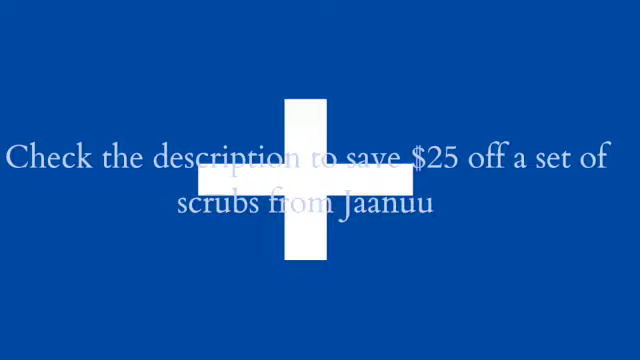 Check the description to save $25 off a set of
scrubs from Jaanuu